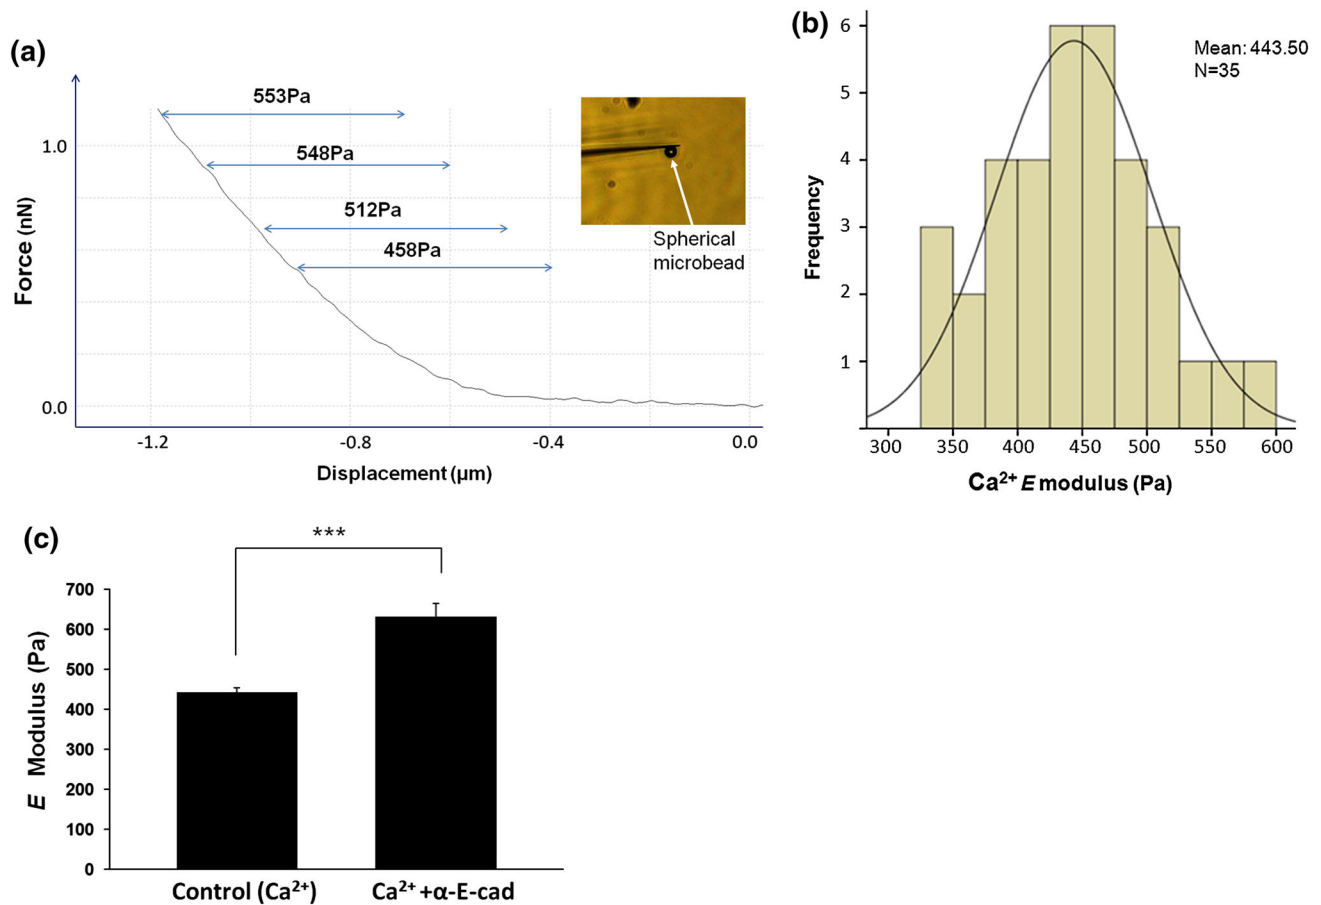 (a)
553Pa
548Pa
512Pa
458Pa
Spherical
microbead
1.0
0.0
Force (nN)
-1.2
-0.8
-0.4
0.0
Displacement (µm)
(b)
Mean: 443.50
N=35
6
5
4
3
2
1
Frequency
300
350
400
450
500
550
600
Ca²⁺ E modulus (Pa)
(c)
***
700
600
500
400
300
200
100
0
E Modulus (Pa)
Control (Ca²⁺)
Ca²⁺ +α-E-cad